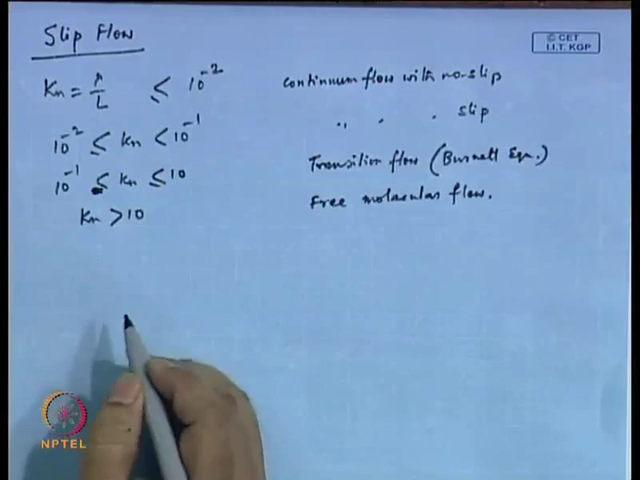 Slip Flow
© CET
I.I.T. KGP
Kn = λ/L ≤ 10^-2 continuum flow with no-slip
10^-2 ≤ Kn < 10^-1 " " " slip
10^-1 ≤ Kn ≤ 10 Transition flow (Burnett Eqn.)
Kn > 10 Free molecular flow.
NPTEL